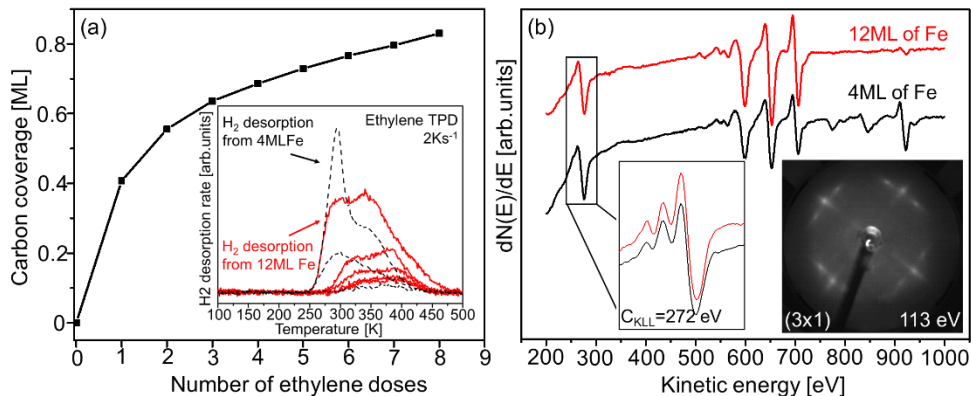 (a)
Carbon coverage [ML]
0.8
0.6
0.4
0.2
0
0 1 2 3 4 5 6 7 8 9
Number of ethylene doses
H2 desorption rate [arb.units]
H₂ desorption
from 4MLFe
Ethylene TPD
2Ks⁻¹
H₂ desorption
from 12ML Fe
100 150 200 250 300 350 400 450 500
Temperature [K]
(b)
12ML of Fe
4ML of Fe
dN(E)/dE [arb.units]
C_KLL=272 eV
(3x1)
113 eV
200 300 400 500 600 700 800 900 1000
Kinetic energy [eV]